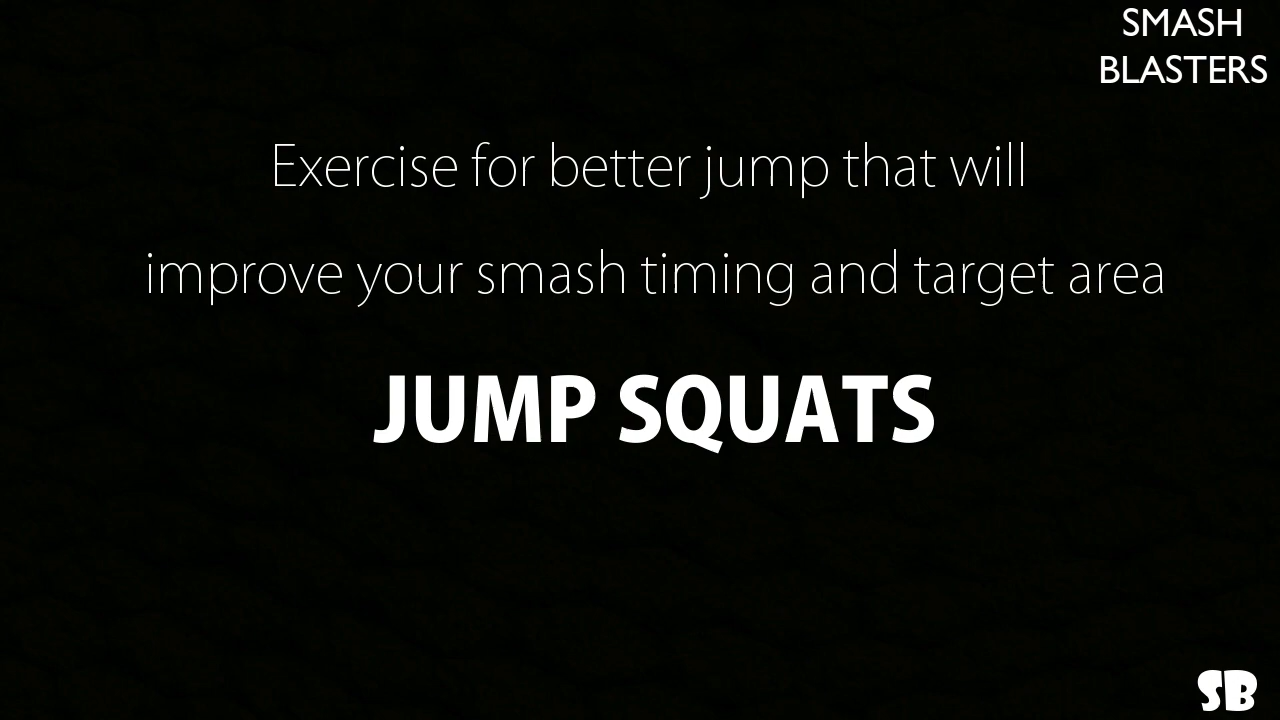 SMASH
BLASTERS
Exercise for better jump that will
improve your smash timing and target area
JUMP SQUATS
SB